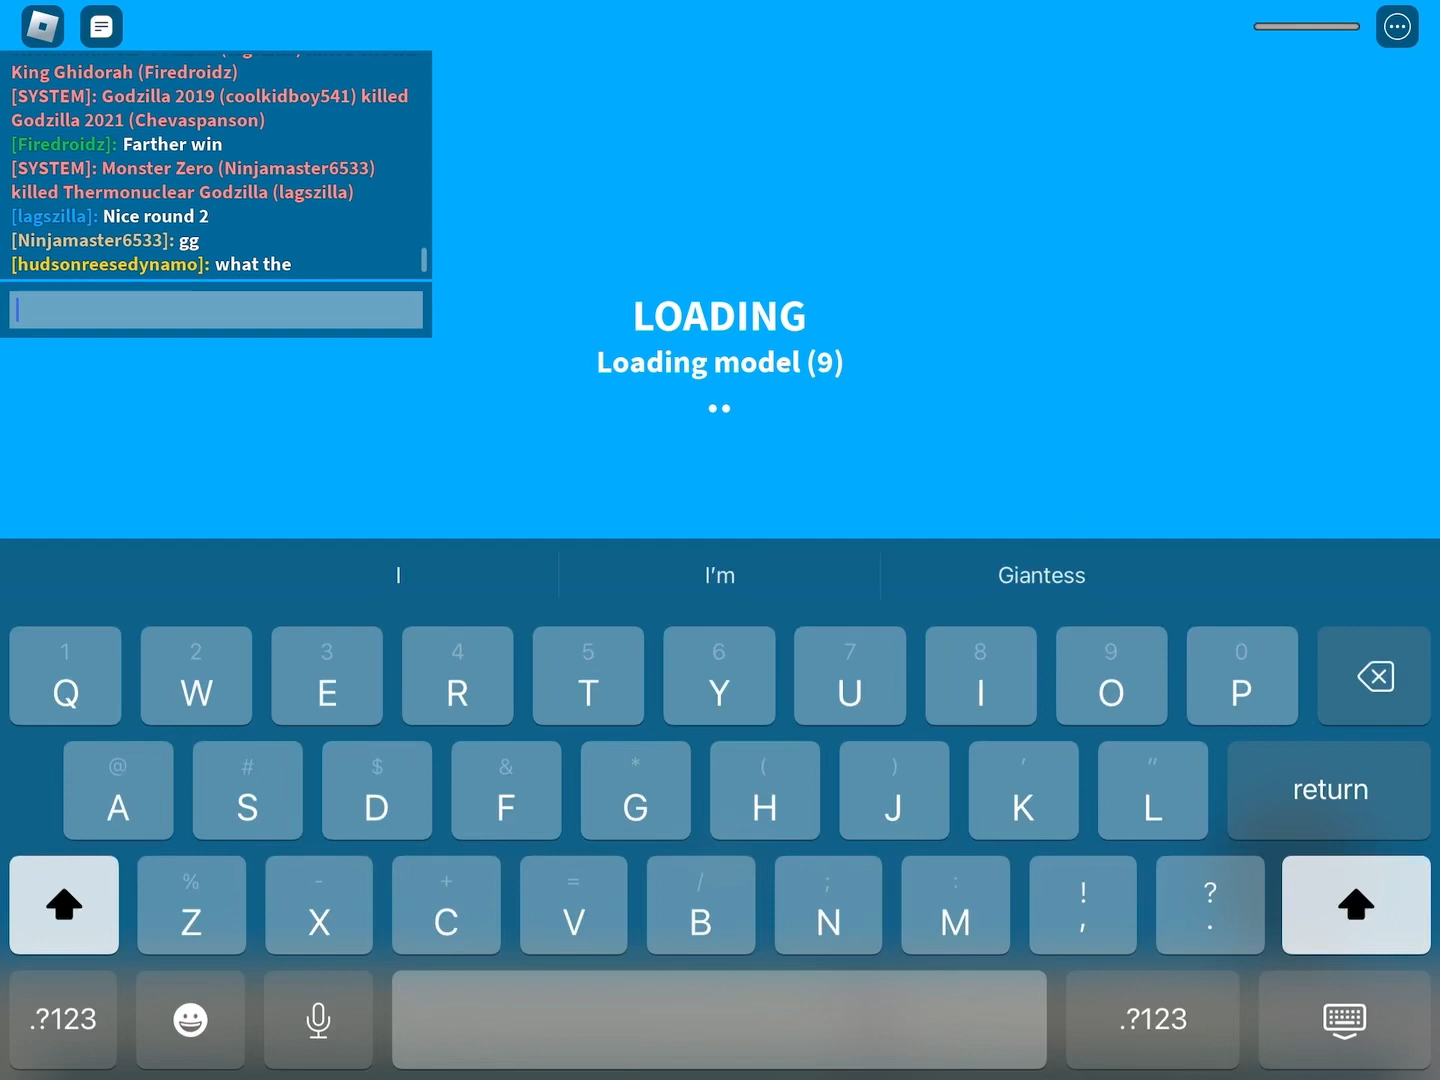 King Ghidorah (Firedroidz)
[SYSTEM]: Godzilla 2019 (coolkidboy541) killed
Godzilla 2021 (Chevaspanson)
[Firedroidz]: Farther win
[SYSTEM]: Monster Zero (Ninjamaster6533)
killed Thermonuclear Godzilla (lagszilla)
[lagszilla]: Nice round 2
[Ninjamaster6533]: gg
[hudsonreesedynamo]: what the
LOADING
Loading model (9)
I I’m Giantess
1 2 3 4 5 6 7 8 9 0
Q W E R T Y U I O P
@ # $ & * ( ) ' "
A S D F G H J K L return
% - + = / ; : ! ?
Z X C V B N M , .
.?123 .?123